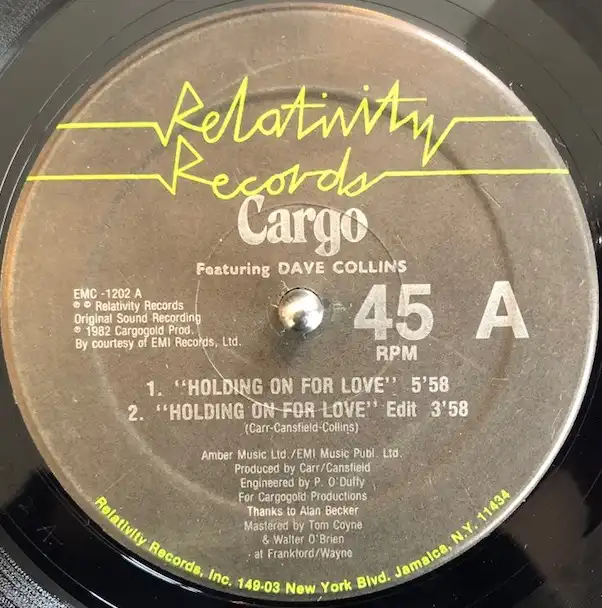 Relativity
Records
Cargo
Featuring DAVE COLLINS
EMC -1202 A
℗ © Relativity Records
Original Sound Recording
℗ 1982 Cargogold Prod.
By courtesy of EMI Records, Ltd.
45 A
RPM
1. "HOLDING ON FOR LOVE" 5'58
2. "HOLDING ON FOR LOVE" Edit 3'58
(Carr-Cansfield-Collins)
Amber Music Ltd./EMI Music Publ. Ltd.
Produced by Carr/Cansfield
Engineered by P. O'Duffy
For Cargogold Productions
Thanks to Alan Becker
Mastered by Tom Coyne
& Walter O'Brien
at Frankford/Wayne
Relativity Records, Inc. 149-03 New York Blvd. Jamaica, N.Y. 11434